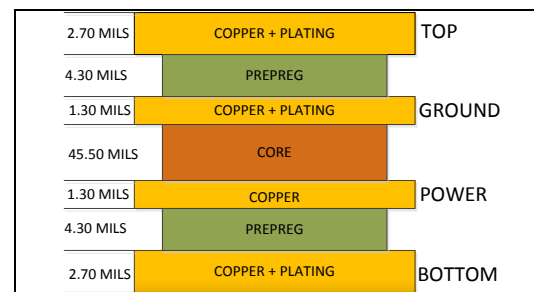 2.70 MILS COPPER + PLATING TOP
4.30 MILS PREPREG
1.30 MILS COPPER + PLATING GROUND
45.50 MILS CORE
1.30 MILS COPPER POWER
4.30 MILS PREPREG
2.70 MILS COPPER + PLATING BOTTOM